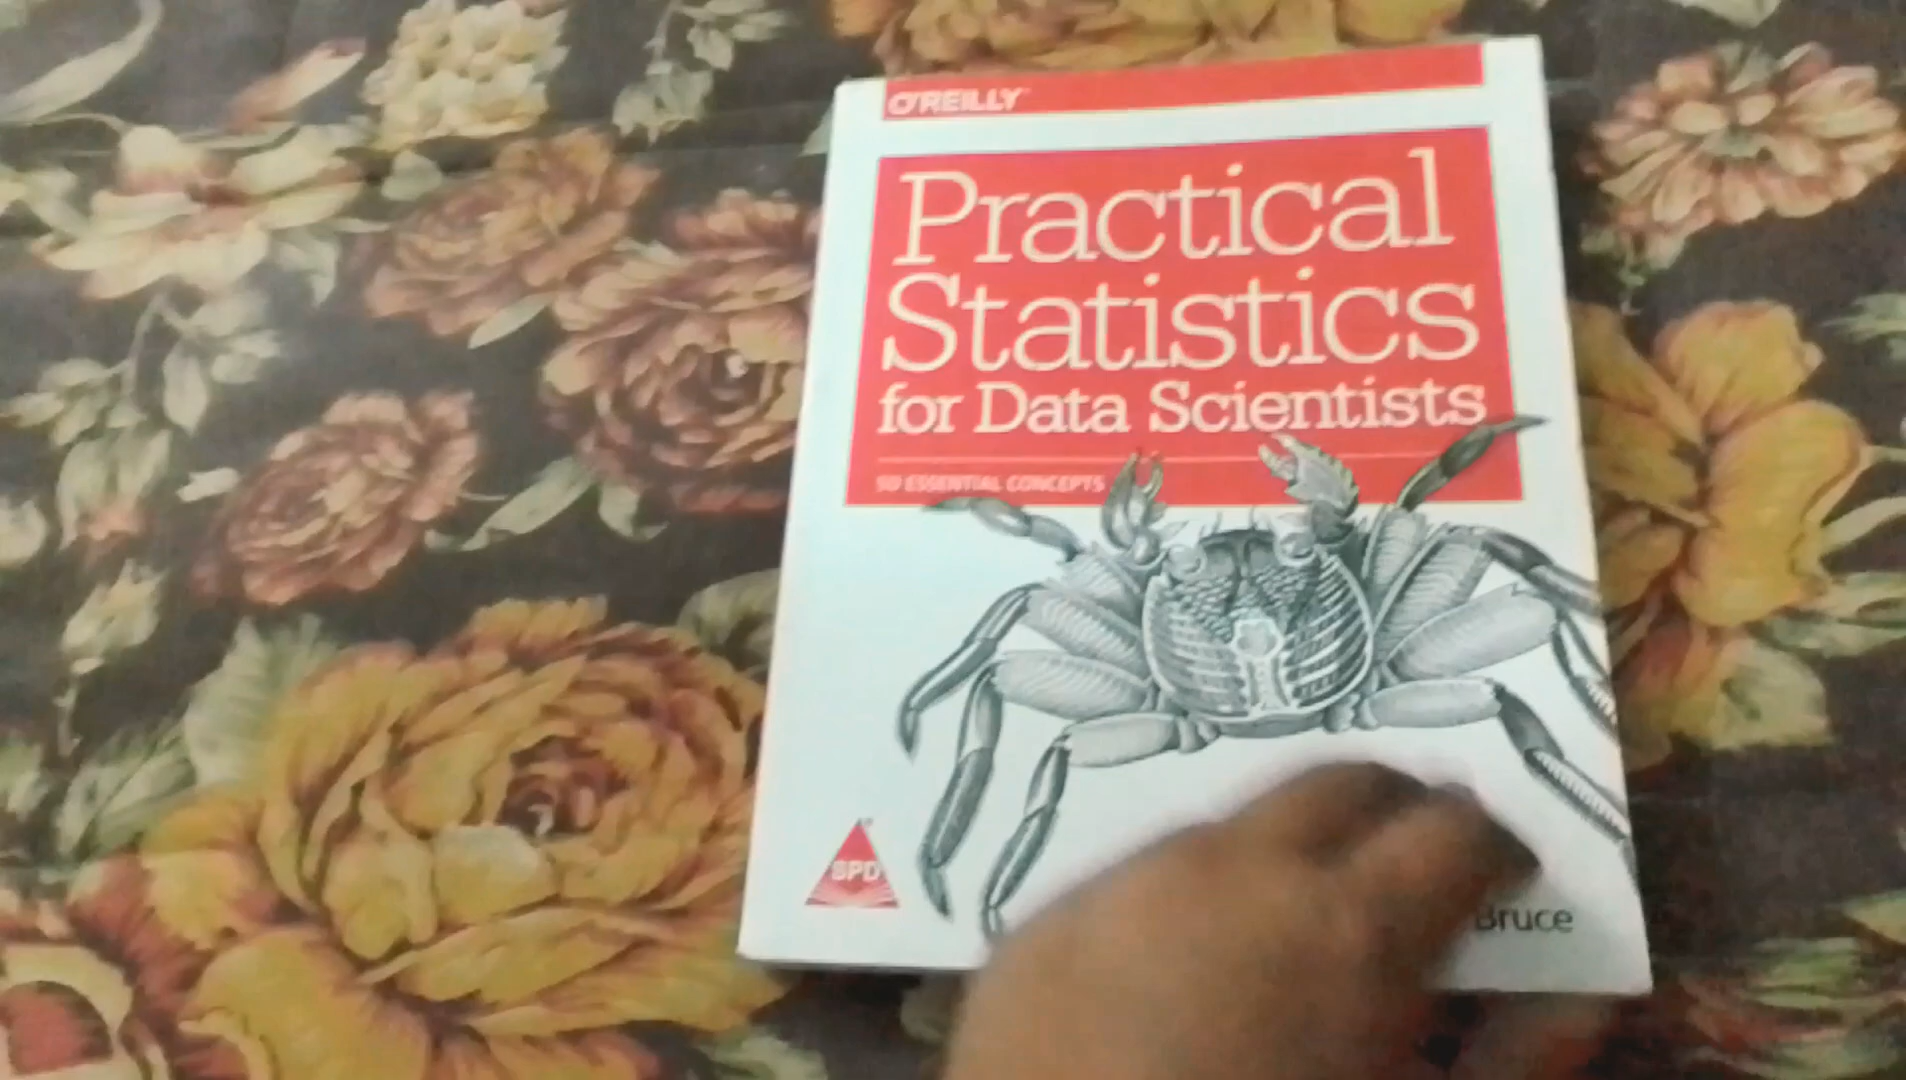 O'REILLY
Practical
Statistics
for Data Scientists
50 ESSENTIAL CONCEPTS
SPD
Bruce